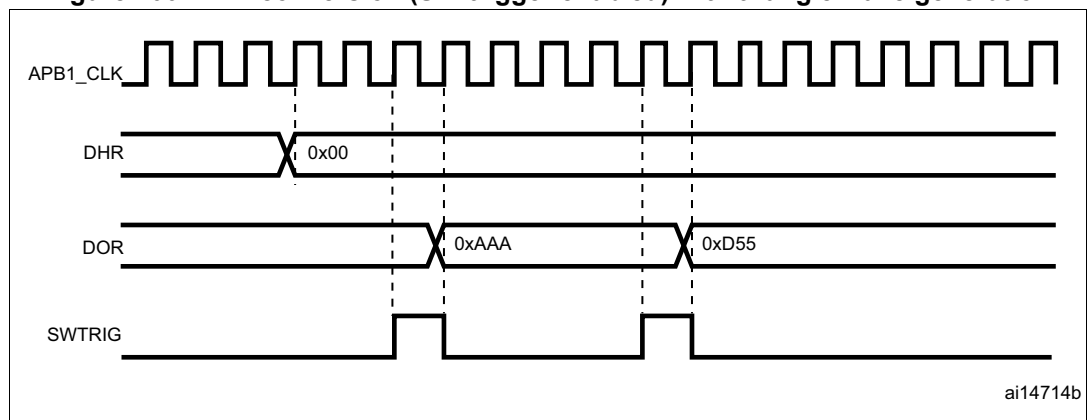 APB1_CLK
DHR
0x00
DOR
0xAAA
0xD55
SWTRIG
ai14714b